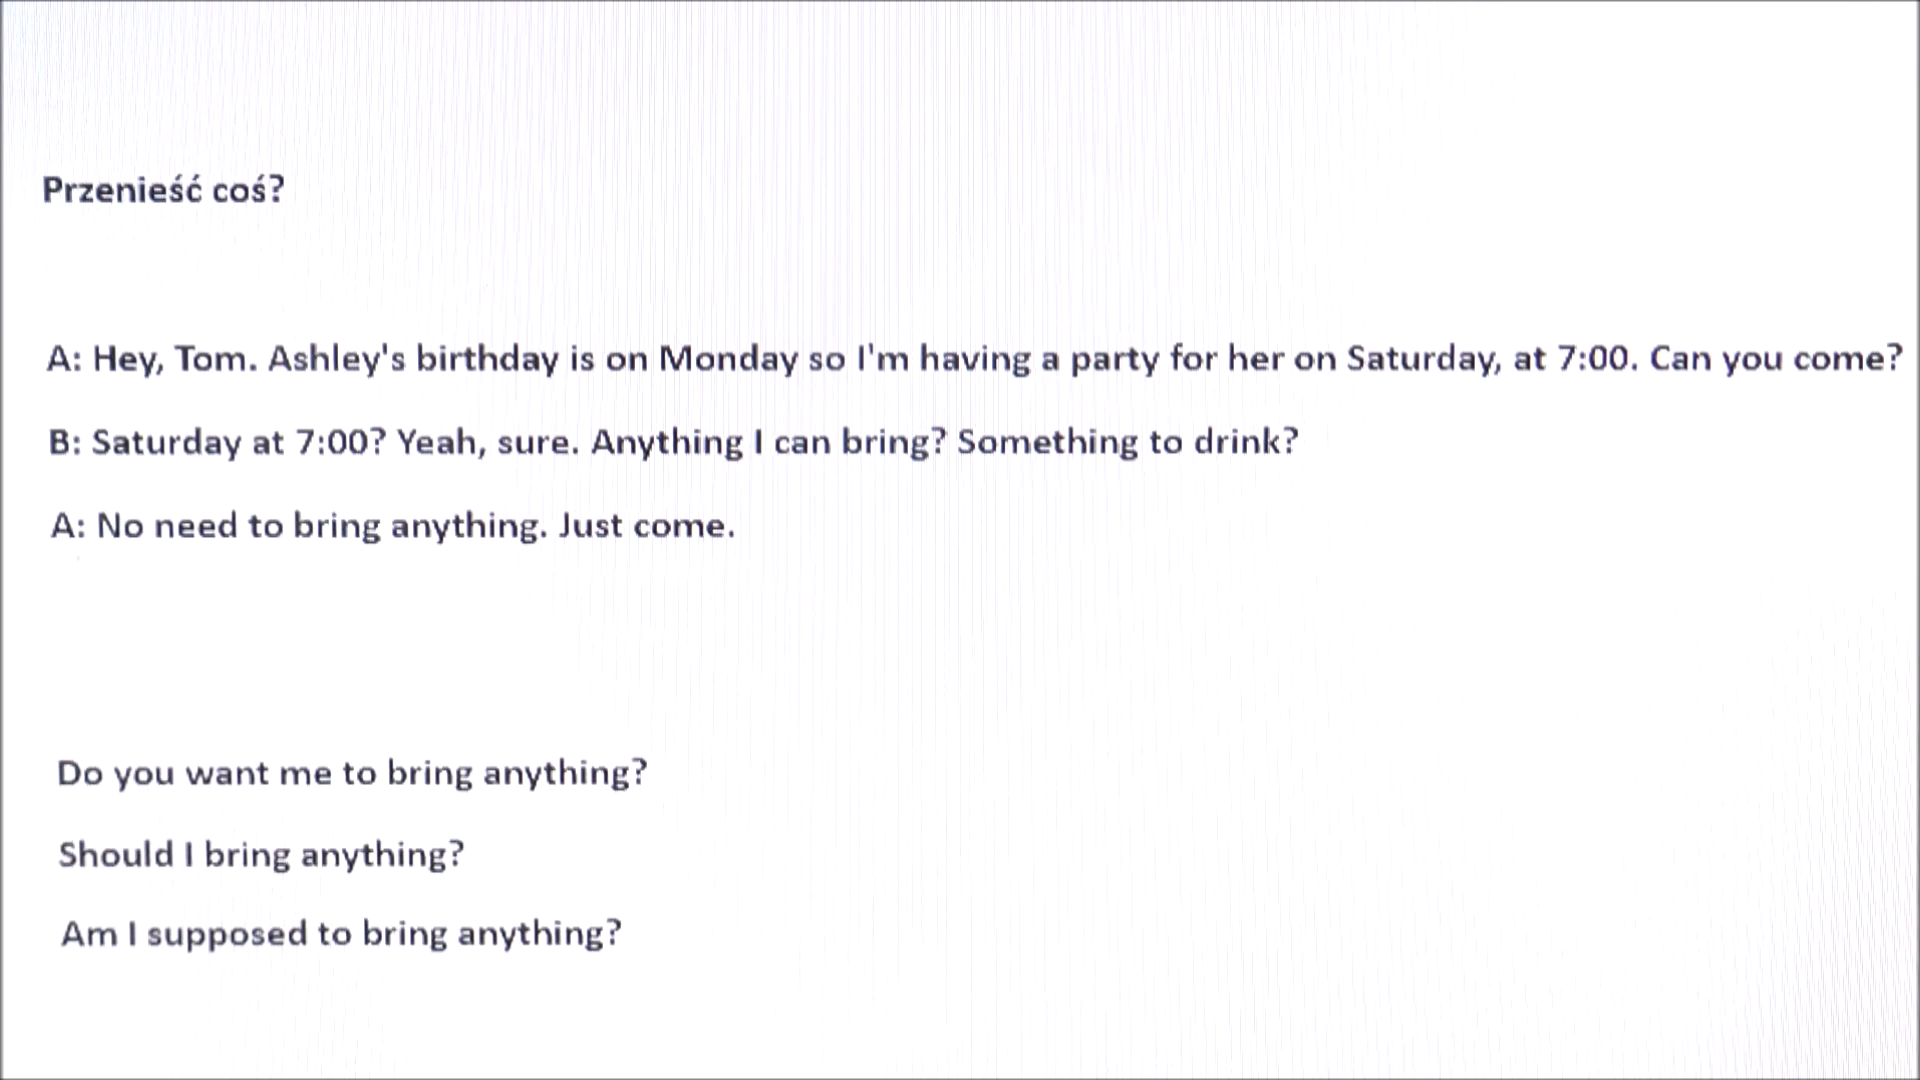 Przenieść coś?
A: Hey, Tom. Ashley's birthday is on Monday so I'm having a party for her on Saturday, at 7:00. Can you come?
B: Saturday at 7:00? Yeah, sure. Anything I can bring? Something to drink?
A: No need to bring anything. Just come.
Do you want me to bring anything?
Should I bring anything?
Am I supposed to bring anything?